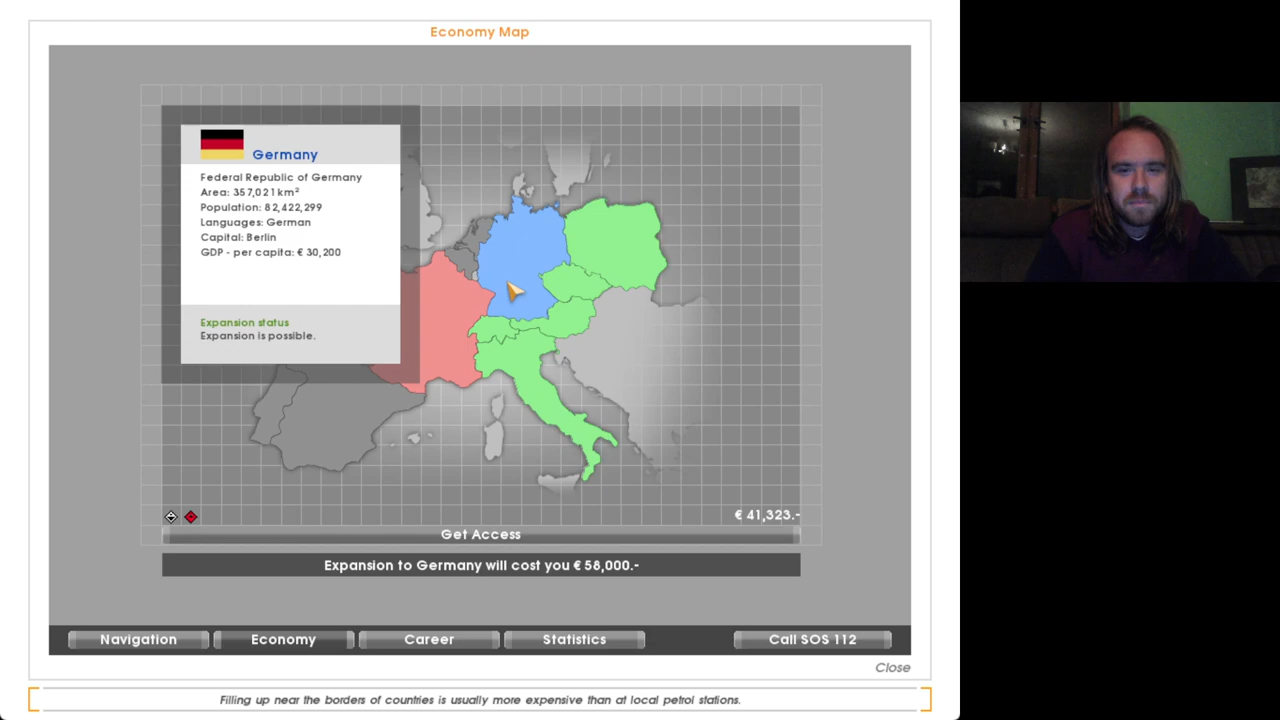 Economy Map
Germany
Federal Republic of Germany
Area: 357,021 km²
Population: 82,422,299
Languages: German
Capital: Berlin
GDP - per capita: € 30,200
Expansion status
Expansion is possible.
€ 41,323.-
Get Access
Expansion to Germany will cost you € 58,000.-
Navigation
Economy
Career
Statistics
Call SOS 112
Close
Filling up near the borders of countries is usually more expensive than at local petrol stations.